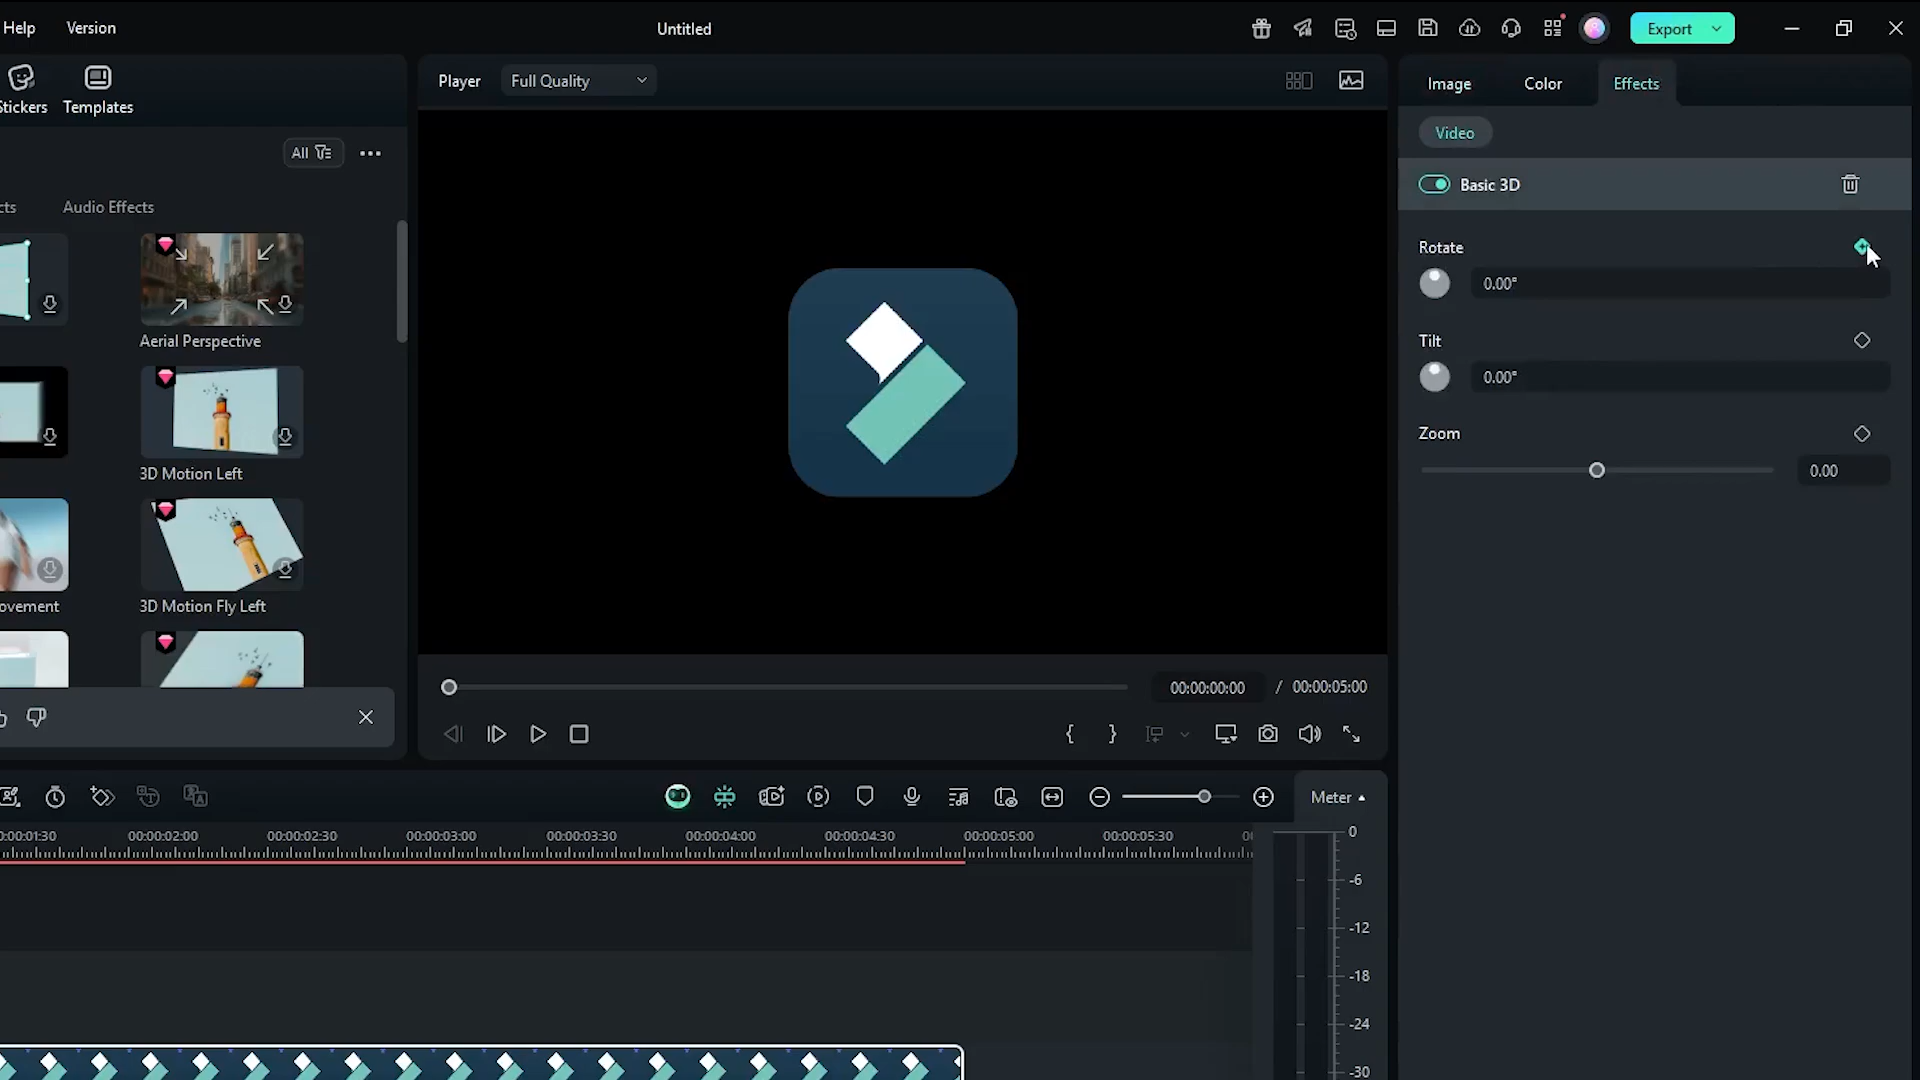 Help Version
Untitled
Export
Stickers
Templates
Player
Full Quality
Image
Color
Effects
All
Video
Basic 3D
cts
Audio Effects
Rotate
0.00°
Aerial Perspective
Tilt
0.00°
Zoom
0.00
3D Motion Left
ovement
3D Motion Fly Left
00:00:00:00 / 00:00:05:00
Meter
0:00:01:30 00:00:02:00 00:00:02:30 00:00:03:00 00:00:03:30 00:00:04:00 00:00:04:30 00:00:05:00 00:00:05:30
0
-6
-12
-18
-24
-30